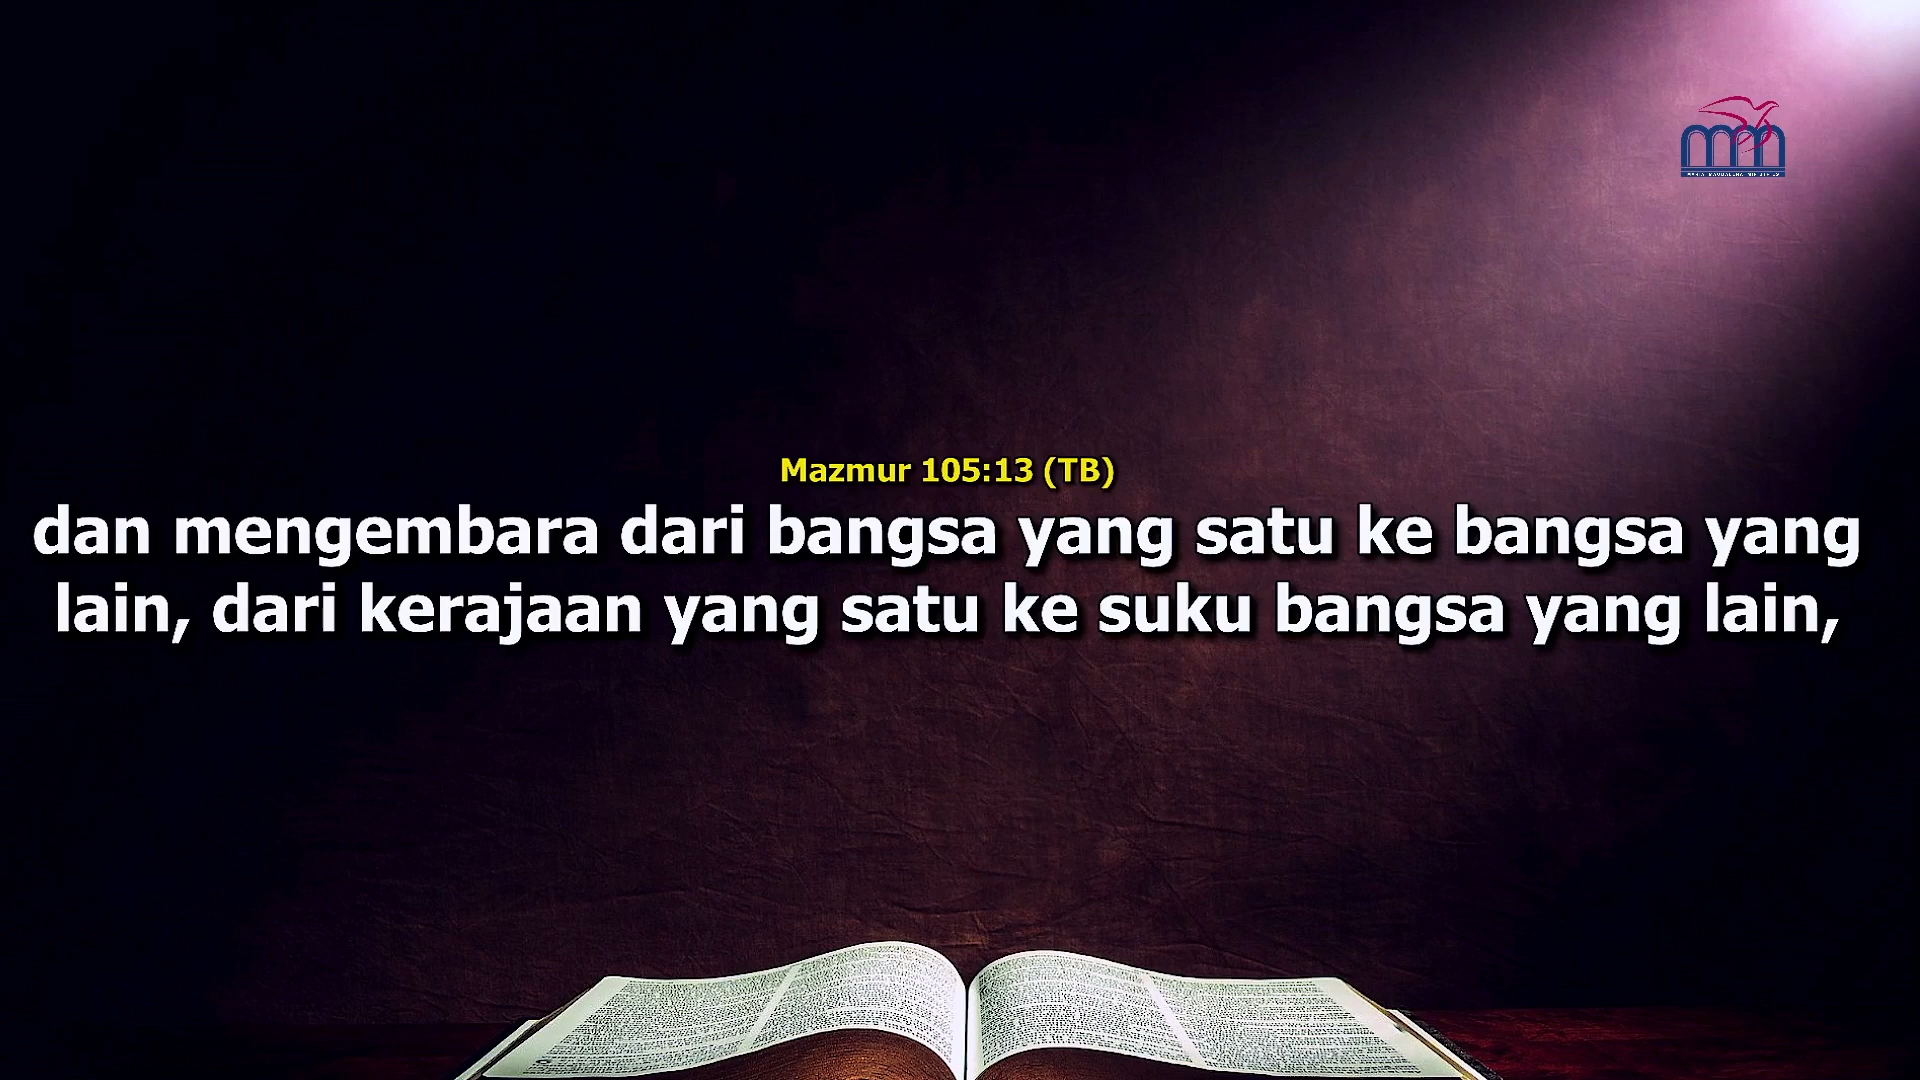 Mazmur 105:13 (TB)
dan mengembara dari bangsa yang satu ke bangsa yang
lain, dari kerajaan yang satu ke suku bangsa yang lain,